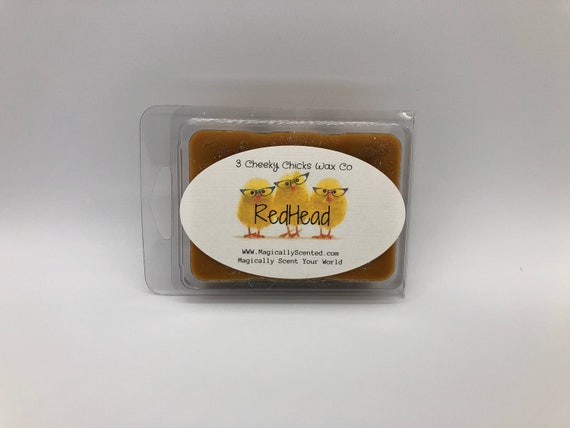 3 Cheeky Chicks Wax Co
RedHead
WWW.MagicallyScented.com
Magically Scent Your World